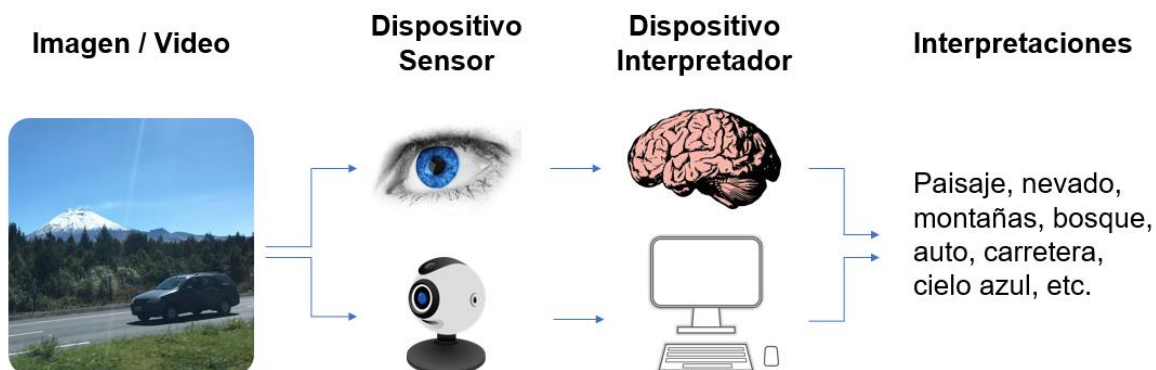 Imagen / Video
Dispositivo
Sensor
Dispositivo
Interpretador
Interpretaciones
Paisaje, nevado,
montañas, bosque,
auto, carretera,
cielo azul, etc.